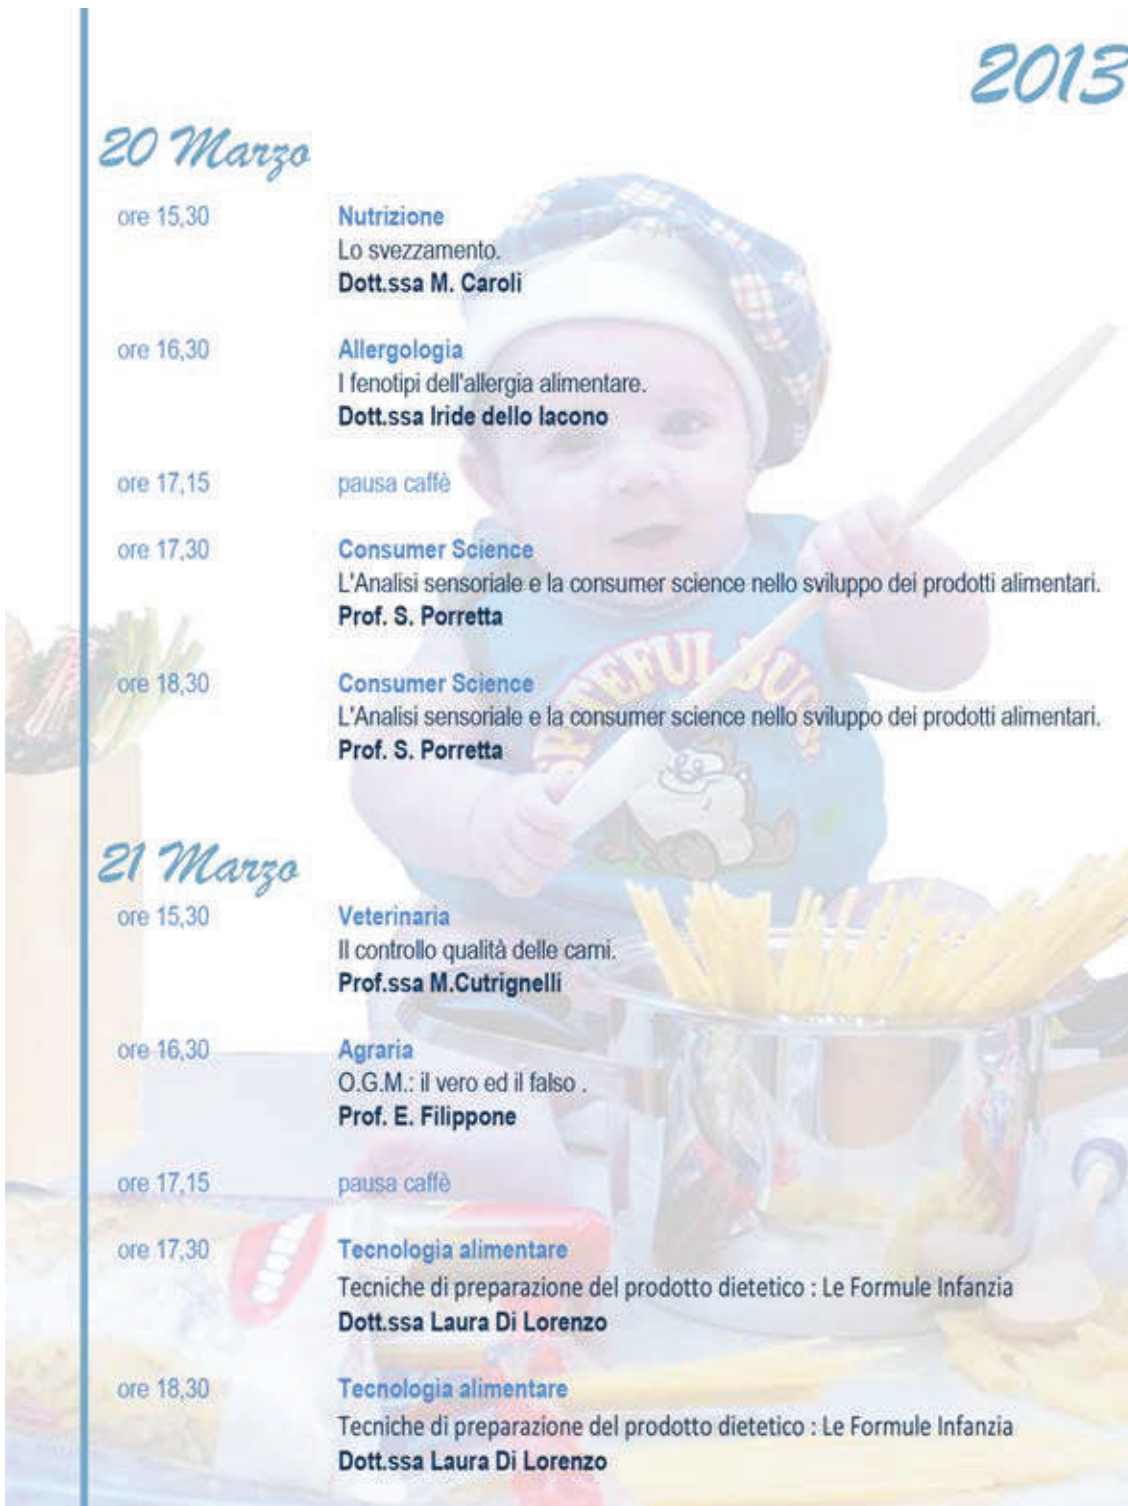 2013
20 Marzo
ore 15,30
Nutrizione
Lo svezzamento.
Dott.ssa M. Caroli
ore 16,30
Allergologia
I fenotipi dell'allergia alimentare.
Dott.ssa Iride dello Iacono
ore 17,15
pausa caffè
ore 17,30
Consumer Science
L'Analisi sensoriale e la consumer science nello sviluppo dei prodotti alimentari.
Prof. S. Porretta
ore 18,30
Consumer Science
L'Analisi sensoriale e la consumer science nello sviluppo dei prodotti alimentari.
Prof. S. Porretta
21 Marzo
ore 15,30
Veterinaria
Il controllo qualità delle carni.
Prof.ssa M.Cutrignelli
ore 16,30
Agraria
O.G.M.: il vero ed il falso .
Prof. E. Filippone
ore 17,15
pausa caffè
ore 17,30
Tecnologia alimentare
Tecniche di preparazione del prodotto dietetico : Le Formule Infanzia
Dott.ssa Laura Di Lorenzo
ore 18,30
Tecnologia alimentare
Tecniche di preparazione del prodotto dietetico : Le Formule Infanzia
Dott.ssa Laura Di Lorenzo